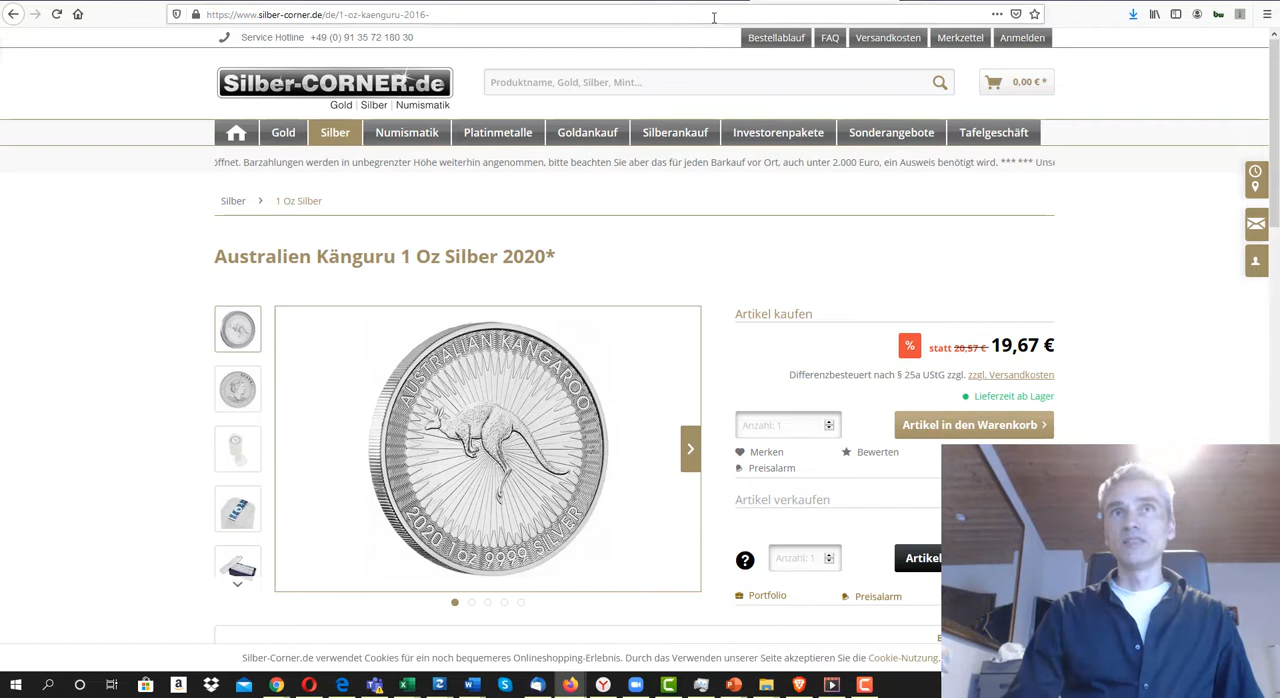 https://www.silber-corner.de/de/1-oz-kaenguru-2016-
Service Hotline +49 (0) 91 35 72 180 30
Bestellablauf FAQ Versandkosten Merkzettel Anmelden
Silber-CORNER.de
Gold | Silber | Numismatik
Produktname, Gold, Silber, Mint...
0,00 € *
Gold Silber Numismatik Platinmetalle Goldankauf Silberankauf Investorenpakete Sonderangebote Tafelgeschäft
öffnet. Barzahlungen werden in unbegrenzter Höhe weiterhin angenommen, bitte beachten Sie aber das für jeden Barkauf vor Ort, auch unter 2.000 Euro, ein Ausweis benötigt wird. *** *** Unse
Silber > 1 Oz Silber
Australien Känguru 1 Oz Silber 2020*
AUSTRALIAN KANGAROO
2020 1oz 9999 SILVER
Artikel kaufen
% statt 20,57 € 19,67 €
Differenzbesteuert nach § 25a UStG zzgl. zzgl. Versandkosten
Lieferzeit ab Lager
Anzahl: 1
Artikel in den Warenkorb
Merken
Bewerten
Preisalarm
Artikel verkaufen
?
Anzahl: 1
Artikel
Portfolio
Preisalarm
Silber-Corner.de verwendet Cookies für ein noch bequemeres Onlineshopping-Erlebnis. Durch das Verwenden unserer Seite akzeptieren Sie die Cookie-Nutzung.